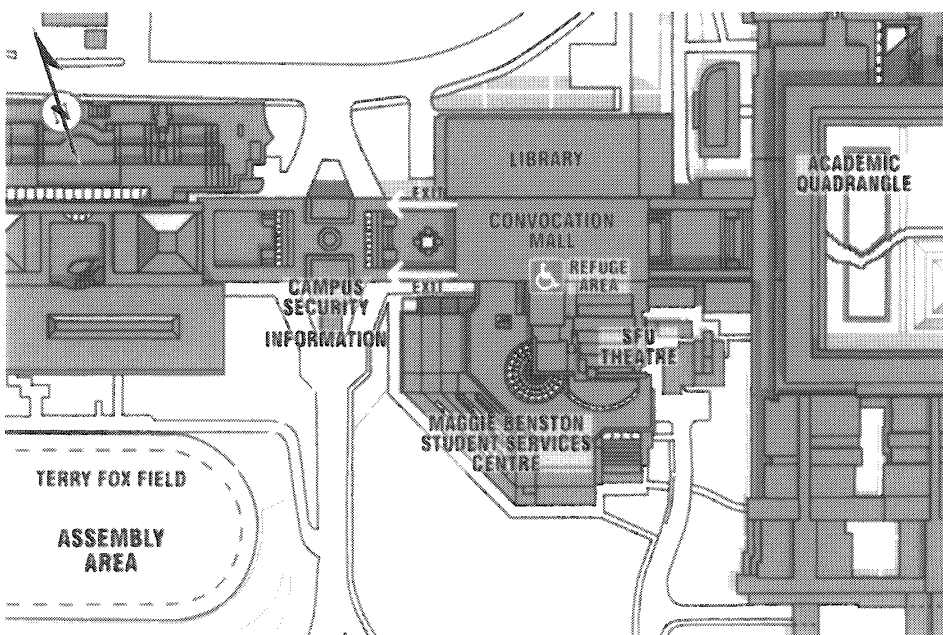 N
LIBRARY
ACADEMIC
QUADRANGLE
EXIT
CONVOCATION
MALL
REFUGE
AREA
EXIT
CAMPUS
SECURITY
INFORMATION
SFU
THEATRE
MAGGIE BENSTON
STUDENT SERVICES
CENTRE
TERRY FOX FIELD
ASSEMBLY
AREA